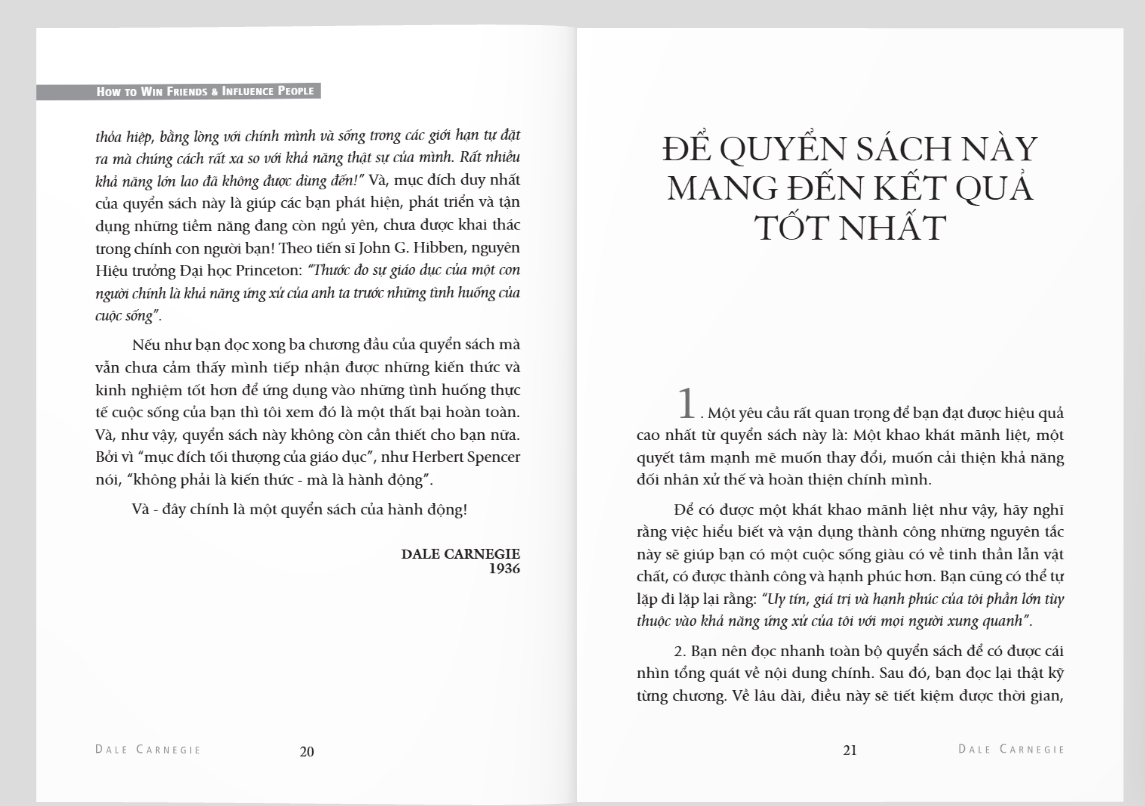 HOW TO WIN FRIENDS & INFLUENCE PEOPLE
thỏa hiệp, bằng lòng với chính mình và sống trong các giới hạn tự đặt
ra mà chúng cách rất xa so với khả năng thật sự của mình. Rất nhiều
khả năng lớn lao đã không được dùng đến!” Và, mục đích duy nhất
của quyển sách này là giúp các bạn phát hiện, phát triển và tận
dụng những tiềm năng đang còn ngủ yên, chưa được khai thác
trong chính con người bạn! Theo tiến sĩ John G. Hibben, nguyên
Hiệu trưởng Đại học Princeton: “Thước đo sự giáo dục của một con
người chính là khả năng ứng xử của anh ta trước những tình huống của
cuộc sống”.
Nếu như bạn đọc xong ba chương đầu của quyển sách mà
vẫn chưa cảm thấy mình tiếp nhận được những kiến thức và
kinh nghiệm tốt hơn để ứng dụng vào những tình huống thực
tế cuộc sống của bạn thì tôi xem đó là một thất bại hoàn toàn.
Và, như vậy, quyển sách này không còn cần thiết cho bạn nữa.
Bởi vì “mục đích tối thượng của giáo dục”, như Herbert Spencer
nói, “không phải là kiến thức - mà là hành động”.
Và - đây chính là một quyển sách của hành động!
DALE CARNEGIE
1936
DALE CARNEGIE
20
ĐỂ QUYỂN SÁCH NÀY
MANG ĐẾN KẾT QUẢ
TỐT NHẤT
1. Một yêu cầu rất quan trọng để bạn đạt được hiệu quả
cao nhất từ quyển sách này là: Một khao khát mãnh liệt, một
quyết tâm mạnh mẽ muốn thay đổi, muốn cải thiện khả năng
đối nhân xử thế và hoàn thiện chính mình.
Để có được một khát khao mãnh liệt như vậy, hãy nghĩ
rằng việc hiểu biết và vận dụng thành công những nguyên tắc
này sẽ giúp bạn có một cuộc sống giàu có về tinh thần lẫn vật
chất, có được thành công và hạnh phúc hơn. Bạn cũng có thể tự
lặp đi lặp lại rằng: “Uy tín, giá trị và hạnh phúc của tôi phần lớn tùy
thuộc vào khả năng ứng xử của tôi với mọi người xung quanh”.
2. Bạn nên đọc nhanh toàn bộ quyển sách để có được cái
nhìn tổng quát về nội dung chính. Sau đó, bạn đọc lại thật kỹ
từng chương. Về lâu dài, điều này sẽ tiết kiệm được thời gian,
21
DALE CARNEGIE